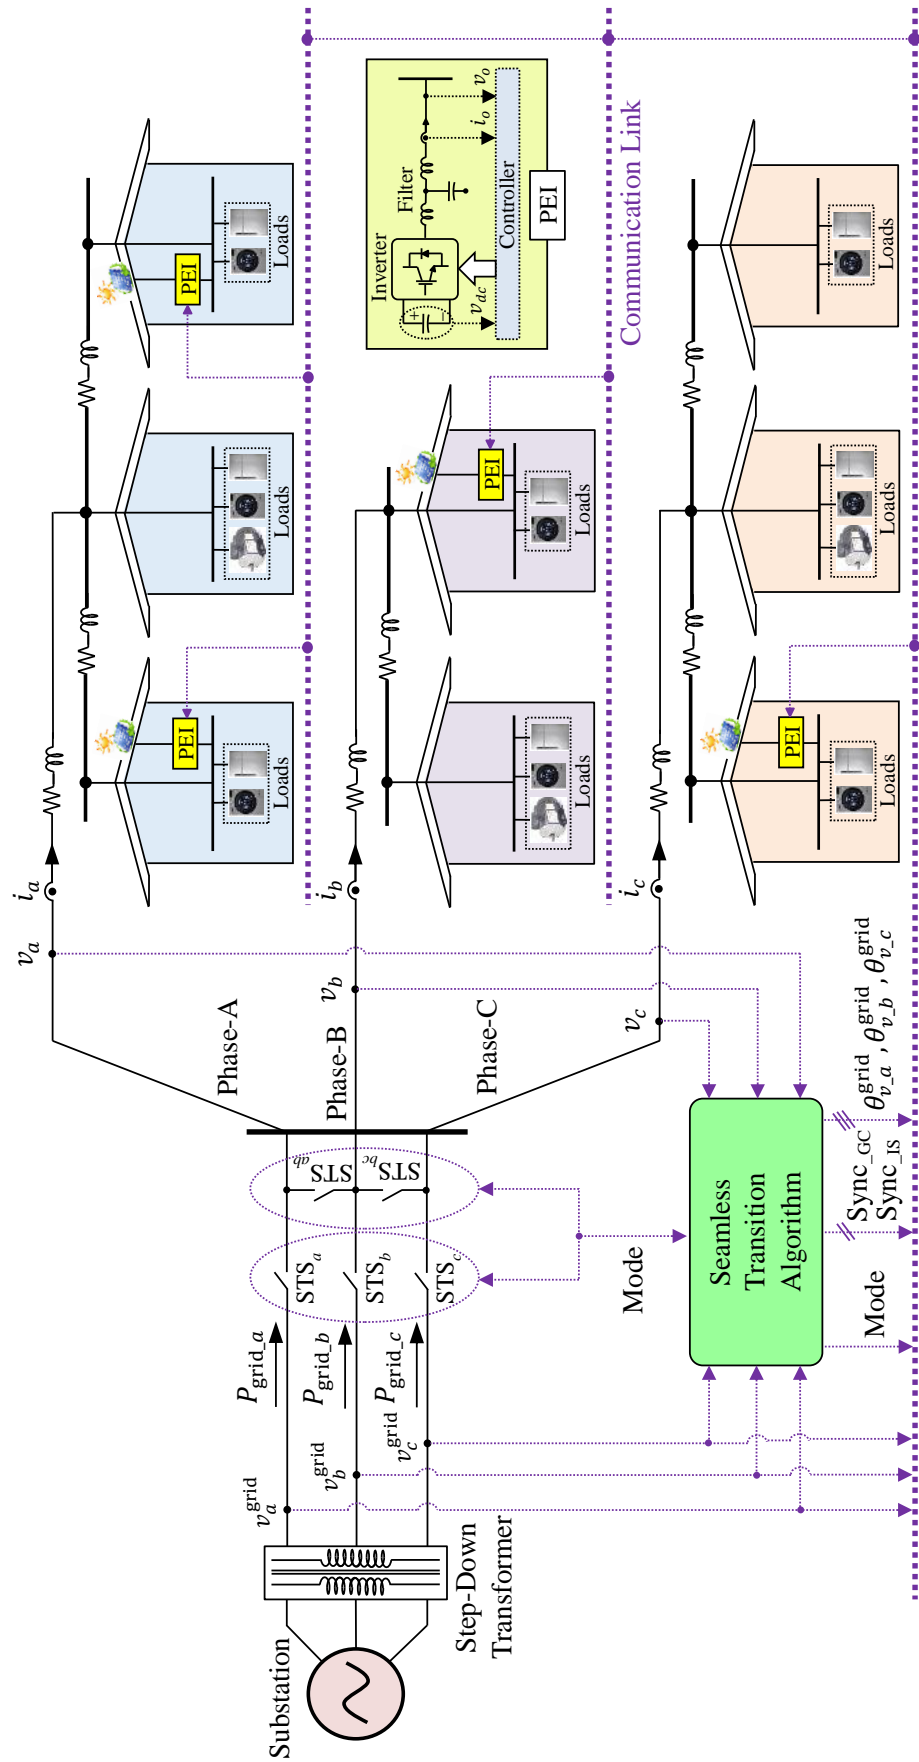 Substation
Step-Down
Transformer
v_a^grid
v_b^grid
v_c^grid
P_grid_a
P_grid_b
P_grid_c
STS_a
STS_b
STS_c
STS_ab
STS_bc
Phase-A
Phase-B
Phase-C
v_a
i_a
v_b
i_b
v_c
i_c
Mode
Seamless
Transition
Algorithm
Mode
Sync_GC
Sync_IS
θ_v_a^grid , θ_v_b^grid , θ_v_c^grid
PEI
Loads
Loads
PEI
Loads
Loads
PEI
Loads
PEI
Loads
Loads
Loads
Inverter
Filter
+
−
v_dc
i_o
v_o
Controller
PEI
Communication Link